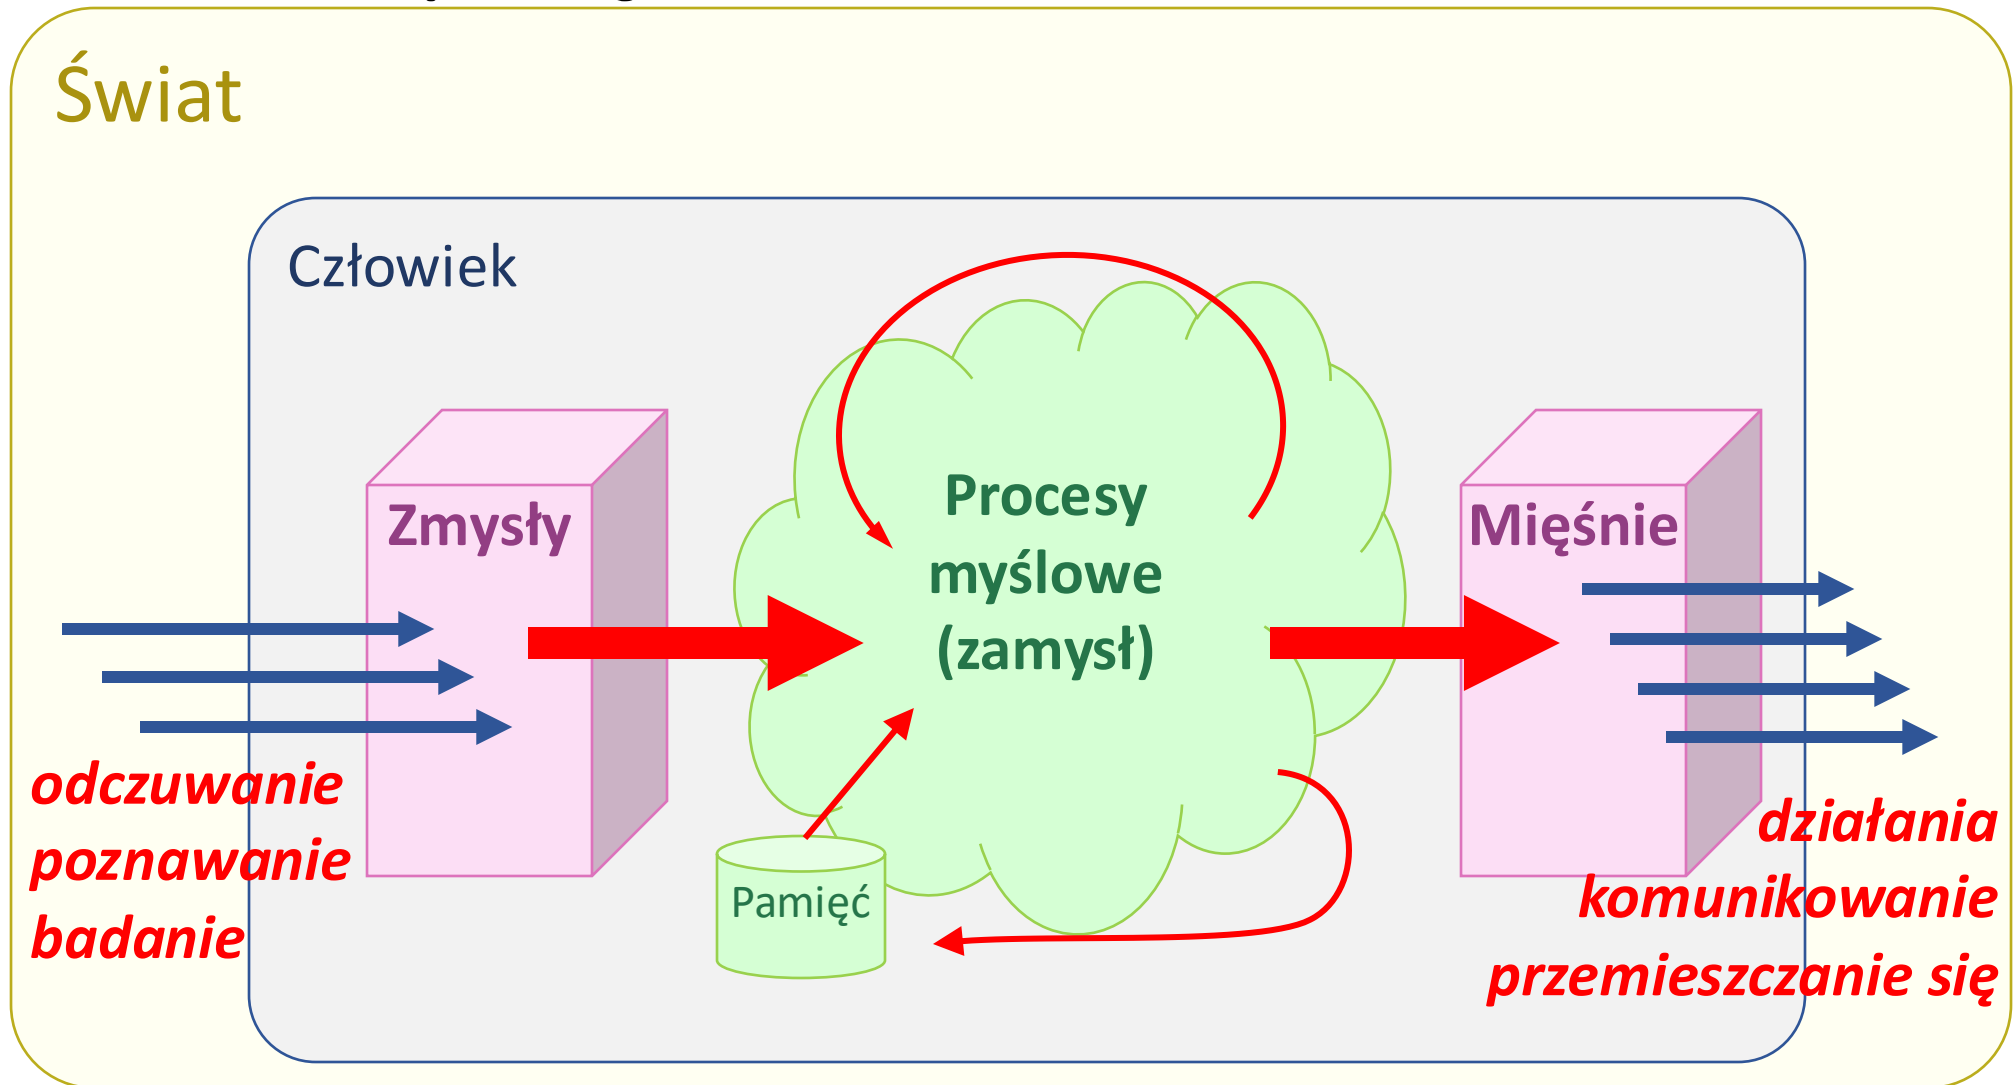 Świat
Człowiek
Zmysły
Procesy
myślowe
(zamysł)
Mięśnie
Pamięć
odczuwanie
poznawanie
badanie
działania
komunikowanie
przemieszczanie się